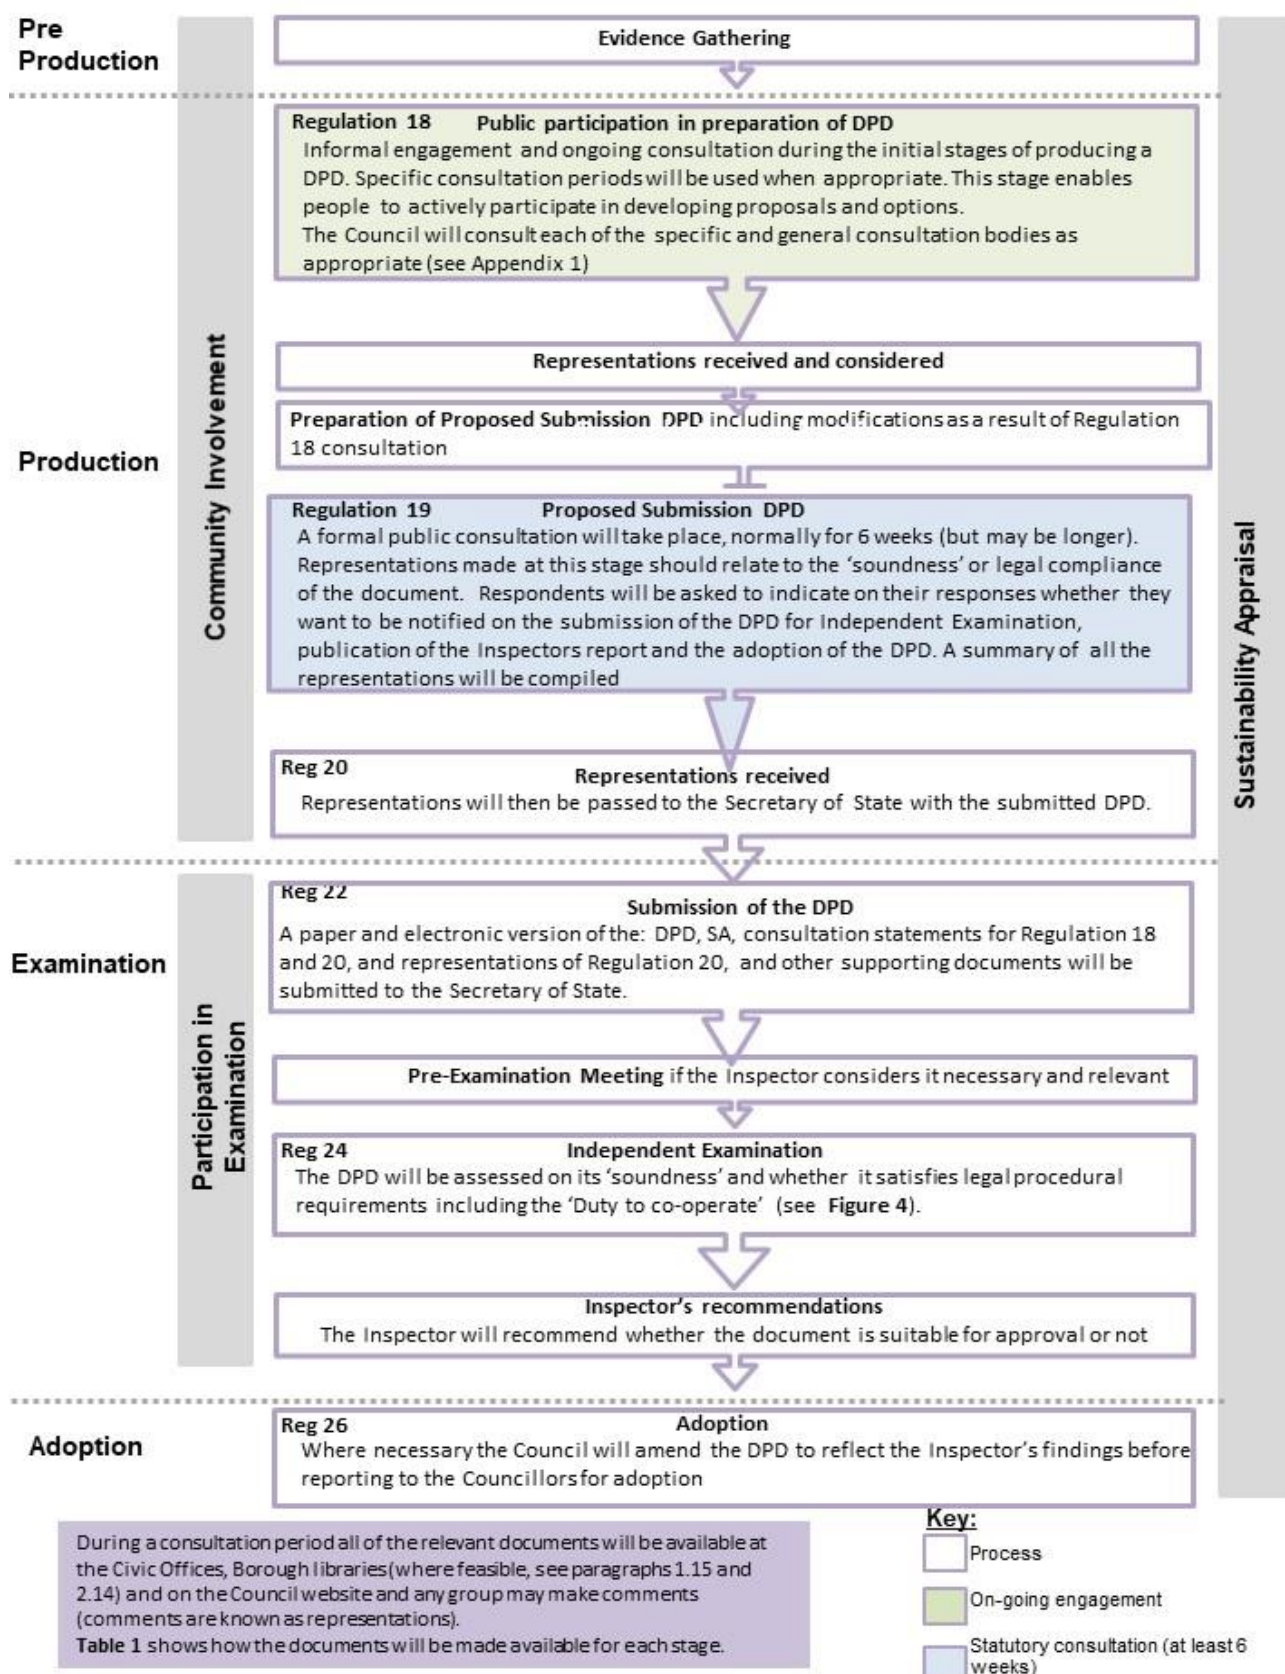 Pre
Production
Evidence Gathering
Regulation 18 Public participation in preparation of DPD
Informal engagement and ongoing consultation during the initial stages of producing a
DPD. Specific consultation periods will be used when appropriate. This stage enables
people to actively participate in developing proposals and options.
The Council will consult each of the specific and general consultation bodies as
appropriate (see Appendix 1)
Community Involvement
Representations received and considered
Preparation of Proposed Submission DPD including modifications as a result of Regulation
18 consultation
Production
Regulation 19 Proposed Submission DPD
A formal public consultation will take place, normally for 6 weeks (but may be longer).
Representations made at this stage should relate to the ‘soundness’ or legal compliance
of the document. Respondents will be asked to indicate on their responses whether they
want to be notified on the submission of the DPD for Independent Examination,
publication of the Inspectors report and the adoption of the DPD. A summary of all the
representations will be compiled
Sustainability Appraisal
Reg 20 Representations received
Representations will then be passed to the Secretary of State with the submitted DPD.
Examination
Reg 22
Submission of the DPD
A paper and electronic version of the: DPD, SA, consultation statements for Regulation 18
and 20, and representations of Regulation 20, and other supporting documents will be
submitted to the Secretary of State.
Participation in
Examination
Pre-Examination Meeting if the Inspector considers it necessary and relevant
Reg 24 Independent Examination
The DPD will be assessed on its ‘soundness’ and whether it satisfies legal procedural
requirements including the ‘Duty to co-operate’ (see Figure 4).
Inspector’s recommendations
The Inspector will recommend whether the document is suitable for approval or not
Adoption
Reg 26 Adoption
Where necessary the Council will amend the DPD to reflect the Inspector’s findings before
reporting to the Councillors for adoption
During a consultation period all of the relevant documents will be available at
the Civic Offices, Borough libraries (where feasible, see paragraphs 1.15 and
2.14) and on the Council website and any group may make comments
(comments are known as representations).
Table 1 shows how the documents will be made available for each stage.
Key:
Process
On-going engagement
Statutory consultation (at least 6
weeks)